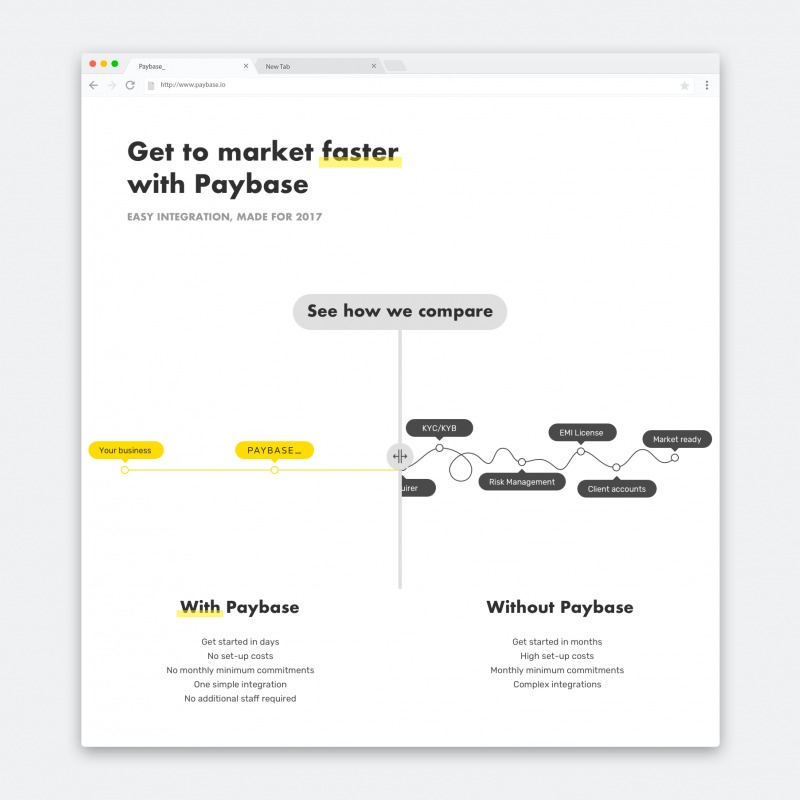 Paybase_
New Tab
http://www.paybase.io
Get to market faster
with Paybase
EASY INTEGRATION, MADE FOR 2017
See how we compare
KYC/KYB
EMI License
Market ready
Your business
PAYBASE_
uirer
Risk Management
Client accounts
With Paybase
Get started in days
No set-up costs
No monthly minimum commitments
One simple integration
No additional staff required
Without Paybase
Get started in months
High set-up costs
Monthly minimum commitments
Complex integrations